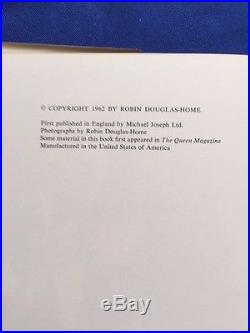 © COPYRIGHT 1962 BY ROBIN DOUGLAS-HOME
First published in England by Michael Joseph Ltd.
Photographs by Robin Douglas-Home
Some material in this book first appeared in The Queen Magazine
Manufactured in the United States of America